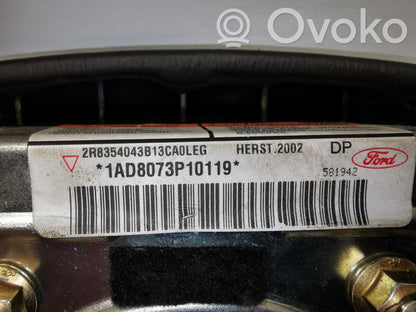 Ovoko
2R8354043B13CA0LEG HERST.2002 DP
*1AD8073P10119*
Ford
581942